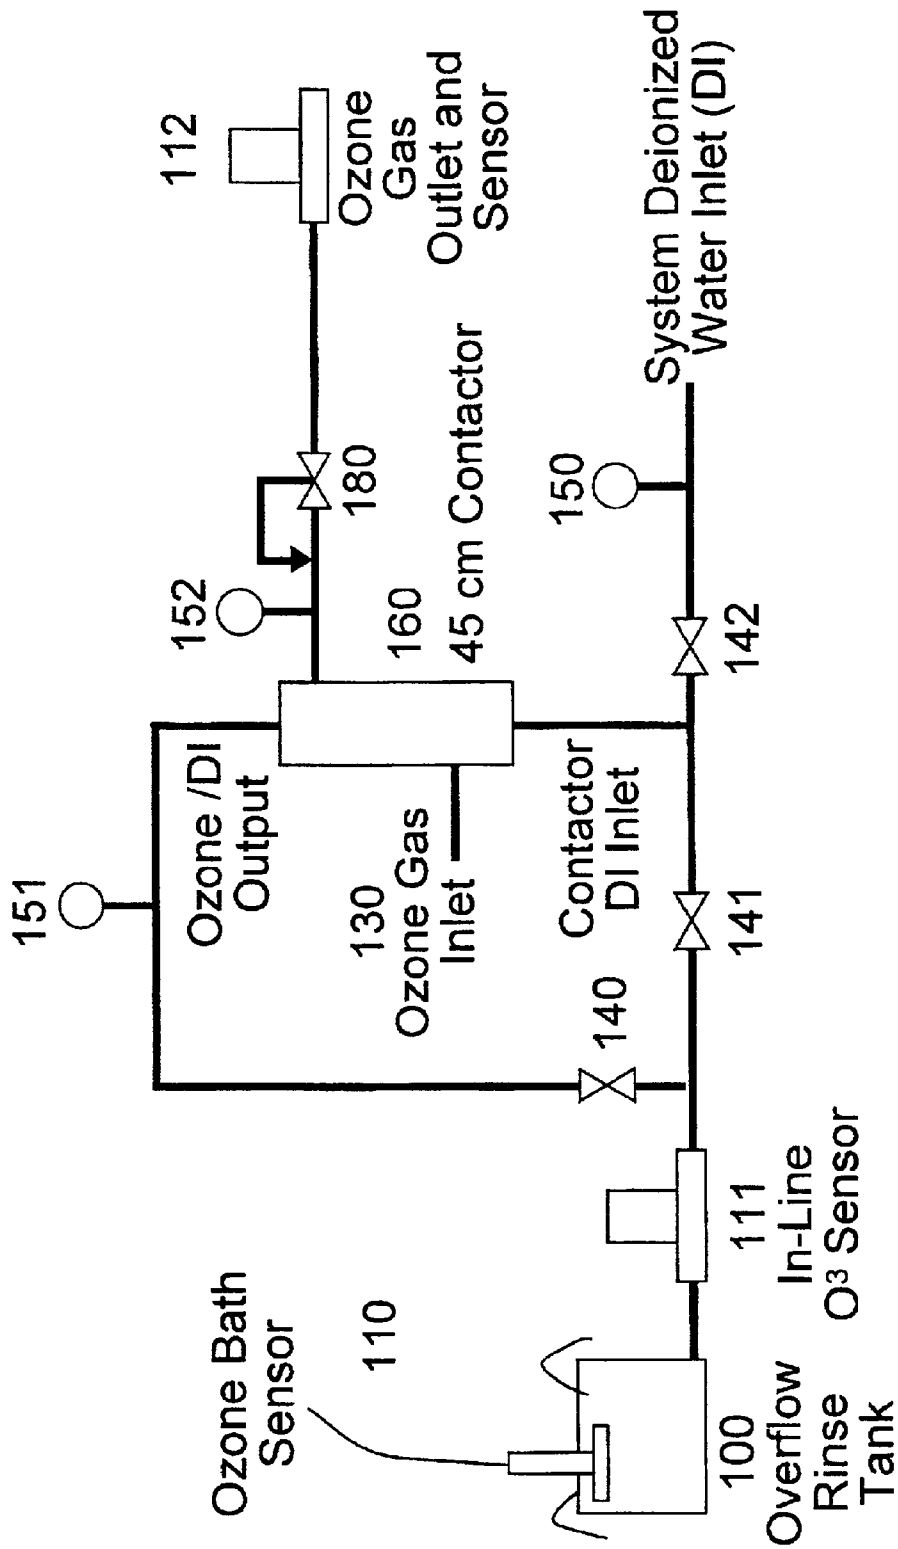 Ozone Bath
Sensor
110
100
Overflow
Rinse
Tank
111
In-Line
O³ Sensor
140
141
151
Ozone /DI
Output
130
Ozone Gas
Inlet
Contactor
DI Inlet
152
160
45 cm Contactor
180
142
150
112
Ozone
Gas
Outlet and
Sensor
System Deionized
Water Inlet (DI)